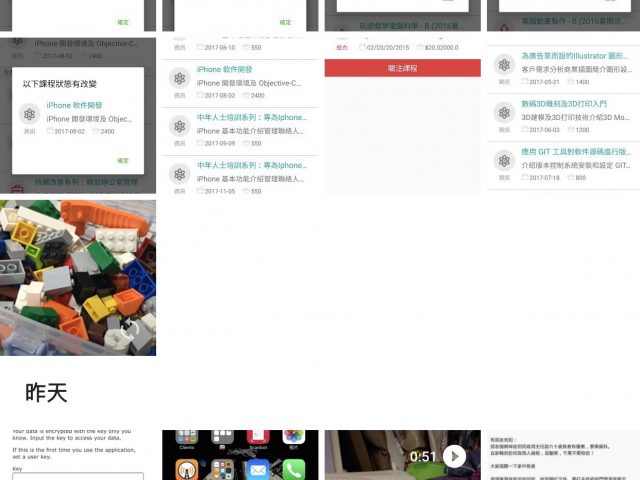 確定
確定
確定
確定
以下課程狀態有改變
iPhone 軟件開發
iPhone 開發環境及 Objec...
資訊
2017-08-02
2400
確定
持續改善系列：精益辦公室管理
iPhone 開發環境及 Objective-C...
資訊
2017-06-10
550
iPhone 軟件開發
iPhone 開發環境及 Objective-C...
資訊
2017-08-02
2400
中年人士培訓系列：專為Iphone...
iPhone 基本功能介紹管理聯絡人...
資訊
2017-09-09
550
中年人士培訓系列：專為Iphone...
iPhone 基本功能介紹管理聯絡人...
資訊
2017-11-05
550
玩遊戲學電腦科學 - B (2016暑...
02/03/20/2015
820.02000.0
關注課程
電腦動畫製作 - B (2016暑期活...
資訊
為廣告業而設的Illustrator 圖形...
客戶需求分析商業插圖簡介圖形設...
資訊
2017-05-21
1400
數碼3D雕刻及3D打印入門
3D建模及3D打印技術介紹3D Mo...
資訊
2017-06-03
1200
應用 GIT 工具對軟件源碼進行版...
介紹版本控制系統安裝和設定 GIT...
資訊
2017-07-18
800
昨天
Your data is encrypted with the key only you
know. Input the key to access your data.
If this is the first time you use the application,
set a user key.
Key
Clients
Scanbot
相片
0:51